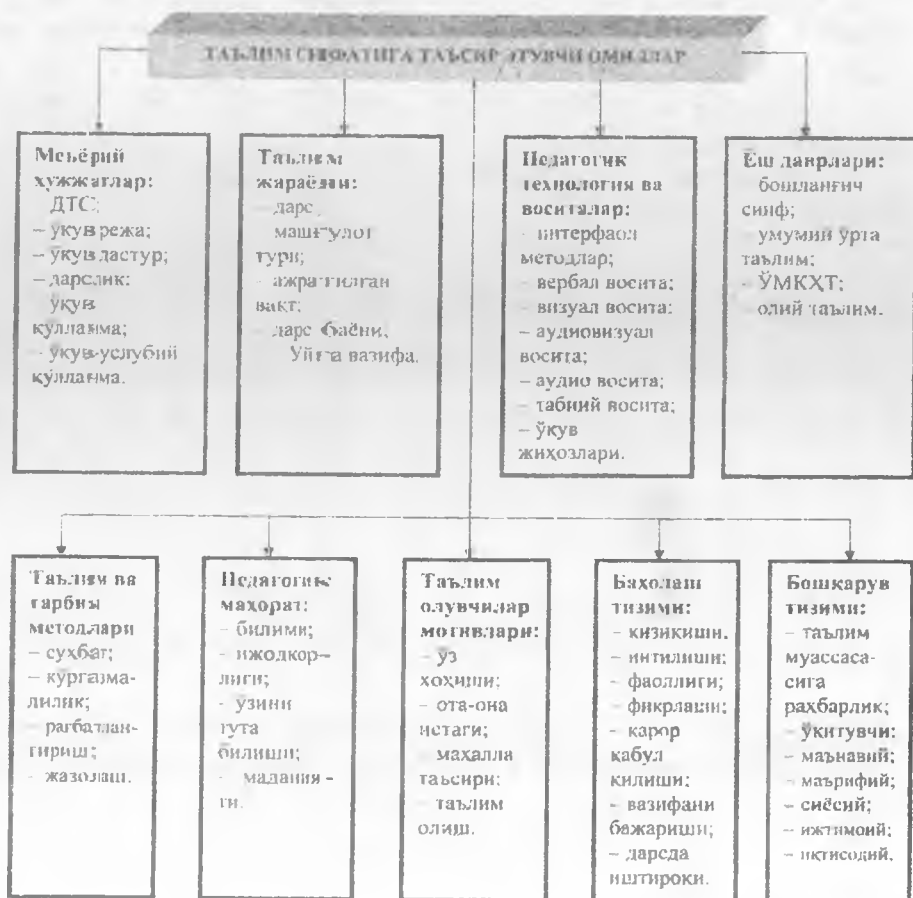 ТАЪЛИМ СИФАТИГА ТАЪСИР ЭТУВЧИ ОМИЛЛАР
Меъёрий
ҳужжатлар:
ДТС;
– ўқув режа;
– ўқув дастур;
– дарслик;
ўқув
қўлланма;
- ўқув-услубий
қўлланма.
Таълим
жараёни:
– дарс
машғулот
тури;
- ажратилган
вақт;
– дарс баёни,
Уйга вазифа.
Педагогик
технология ва
воситалар:
– интерфаол
методлар;
- вербал восита;
- визуал восита;
– аудиовизуал
восита;
– аудио восита;
– табиий восита;
– ўқув
жиҳозлари.
Ёш даврлари:
- бошланғич
синф;
- умумий ўрта
таълим;
- ЎМКҲТ;
- олий таълим.
Таълим ва
тарбия
методлари
– суҳбат;
– кўргазма-
лилик;
– рағбатлан-
тириш;
- жазолаш.
Педагогик
маҳорат:
- билими;
- ижодкор–
лиги;
- ўзини
тута
билиши;
- мадания -
ти.
Таълим
олувчилар
мотивлари:
– ўз
хоҳиши;
– ота-она
истаги;
– маҳалла
таъсири;
– таълим
олиш.
Баҳолаш
тизими:
– қизиқиши,
- интилиши;
– фаоллиги;
– фикрлаши;
– қарор
қабул
қилиши;
– вазифани
бажариши;
– дарсда
иштироки.
Бошқарув
тизими:
– таълим
муассаса-
сига
раҳбарлик;
- ўқитувчи;
- маънавий;
– маърифий;
– сиёсий;
- ижтимоий;
- иқтисодий.